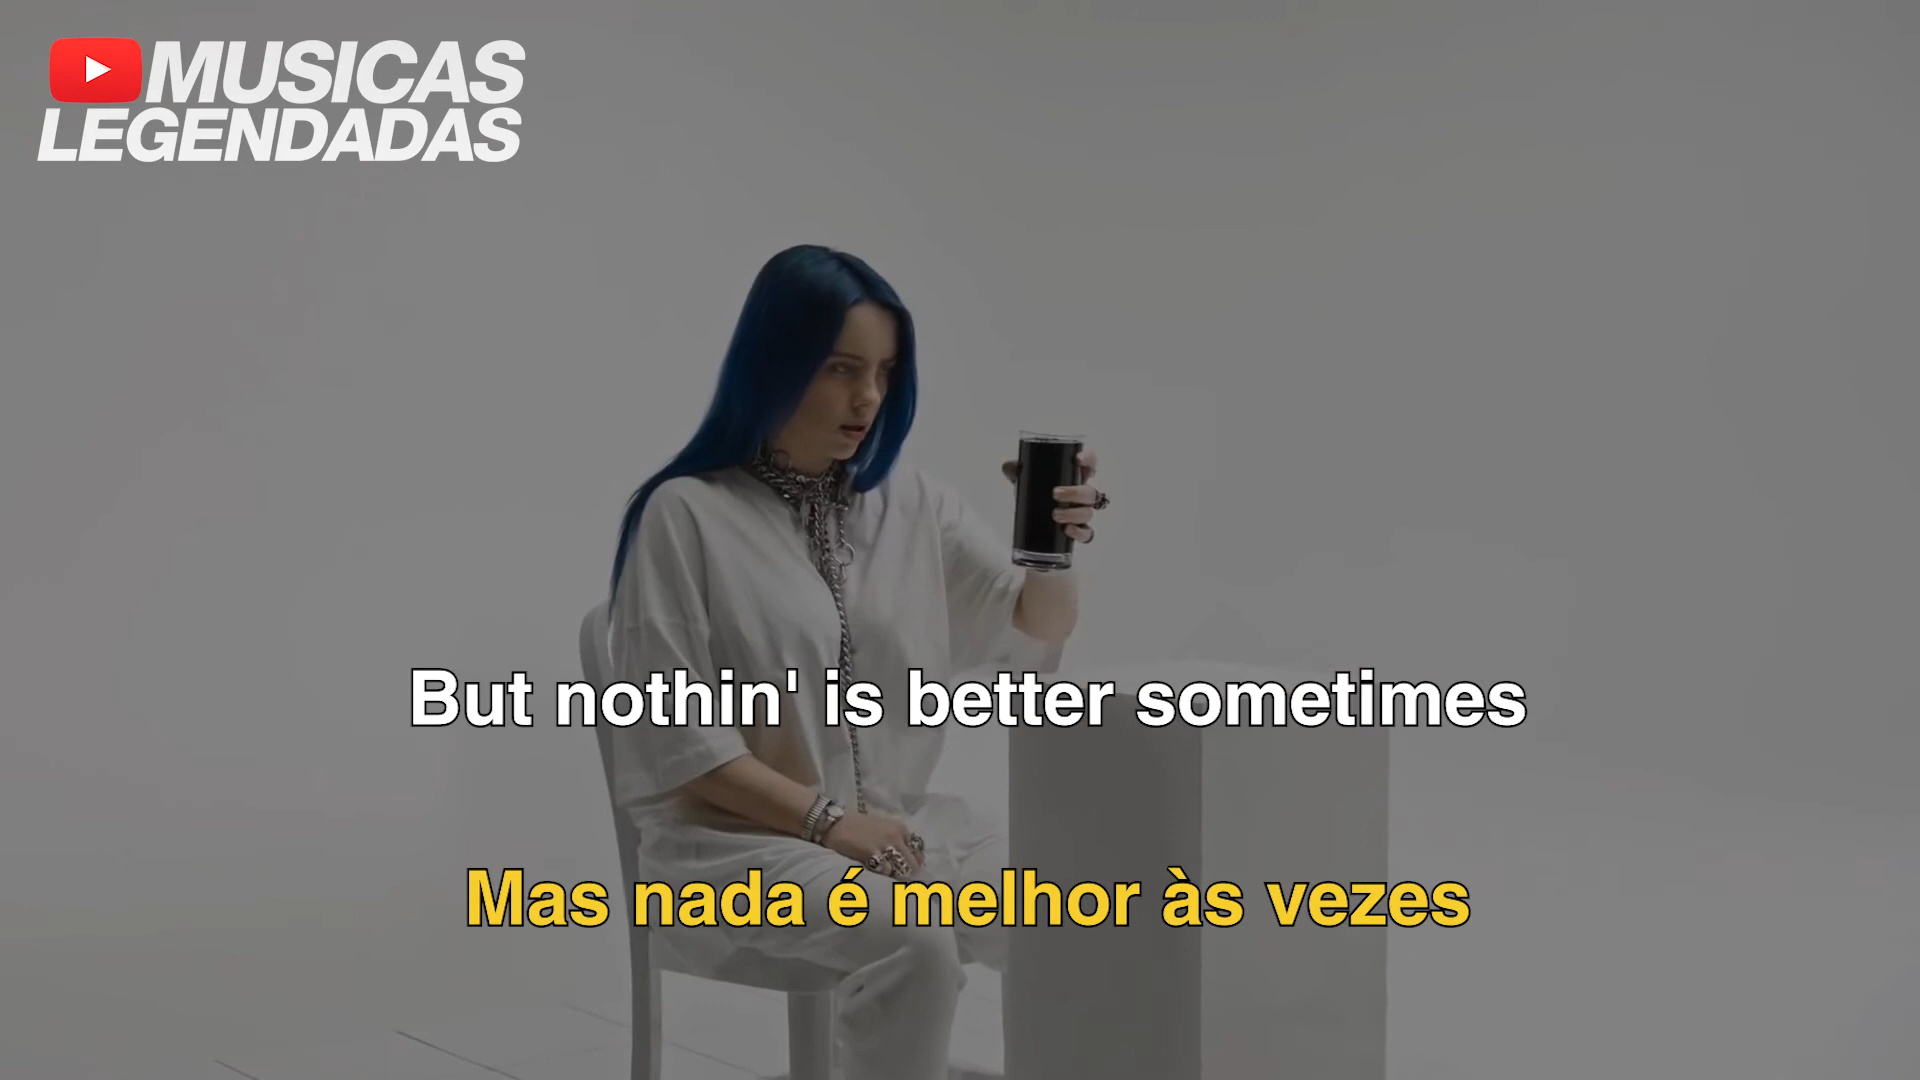 MUSICAS
LEGENDADAS
But nothin' is better sometimes
Mas nada é melhor às vezes